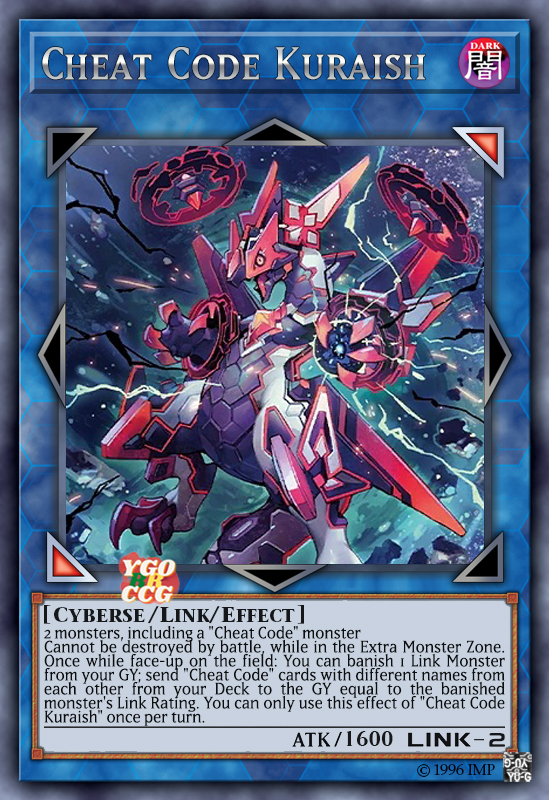 CHEAT CODE KURAISH
DARK
闇
YGO
RR
CCG
[CYBERSE/LINK/EFFECT]
2 monsters, including a "Cheat Code" monster
Cannot be destroyed by battle, while in the Extra Monster Zone.
Once while face-up on the field: You can banish 1 Link Monster
from your GY; send "Cheat Code" cards with different names from
each other from your Deck to the GY equal to the banished
monster's Link Rating. You can only use this effect of "Cheat Code
Kuraish" once per turn.
ATK/1600 LINK-2
© 1996 IMP
YU-G